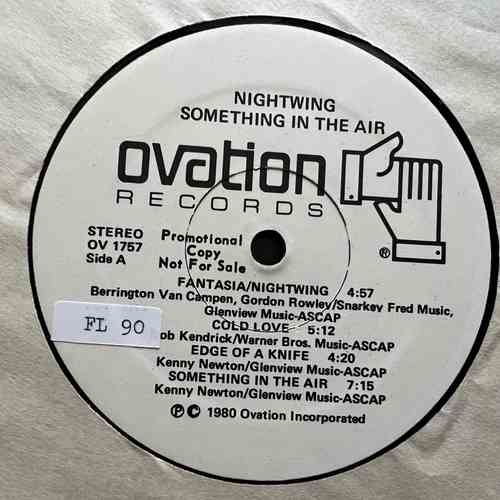 NIGHTWING
SOMETHING IN THE AIR
ovation
RECORDS
®
STEREO
OV 1757
Side A
Promotional
Copy
Not For Sale
FANTASIA/NIGHTWING 4:57
Berrington Van Campen, Gordon Rowley/Snarkey Fred Music,
Glenview Music-ASCAP
COLD LOVE 5:12
Kendrick/Warner Bros. Music-ASCAP
EDGE OF A KNIFE 4:20
Kenny Newton/Glenview Music-ASCAP
SOMETHING IN THE AIR 7:15
Kenny Newton/Glenview Music-ASCAP
℗ © 1980 Ovation Incorporated
FL 90